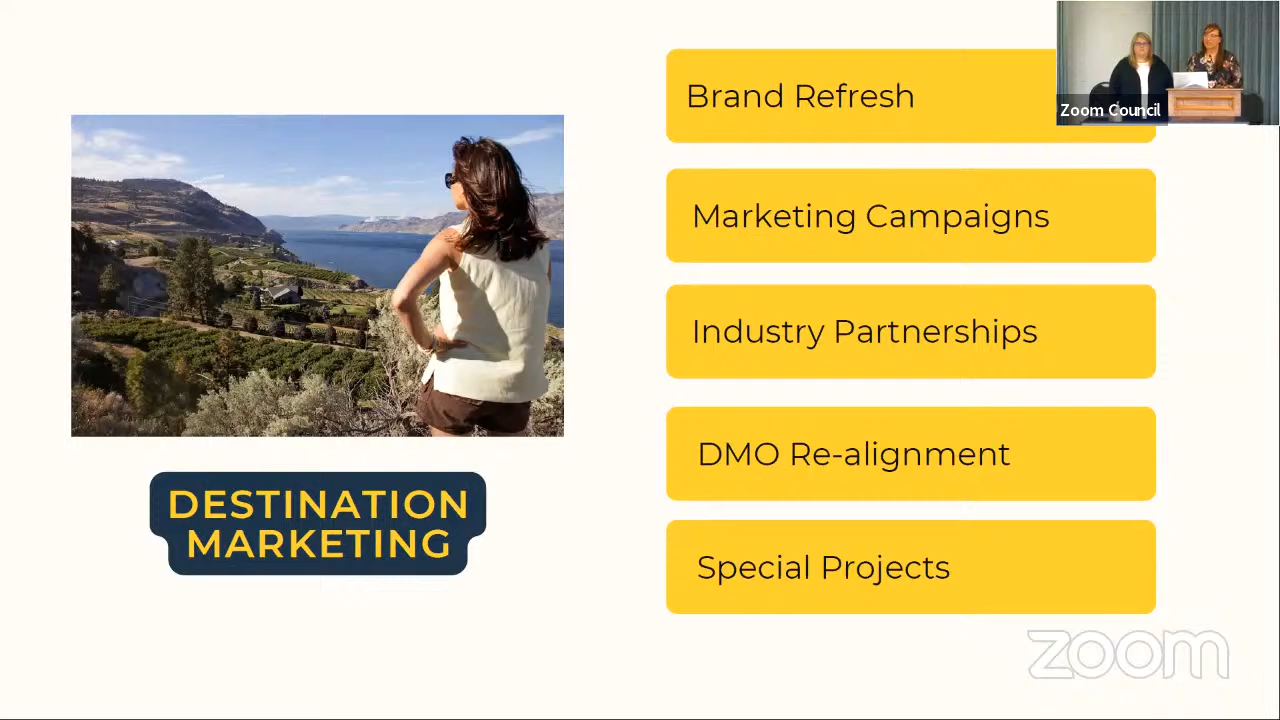 Brand Refresh
Zoom Council
Marketing Campaigns
Industry Partnerships
DMO Re-alignment
DESTINATION
MARKETING
Special Projects
zoom